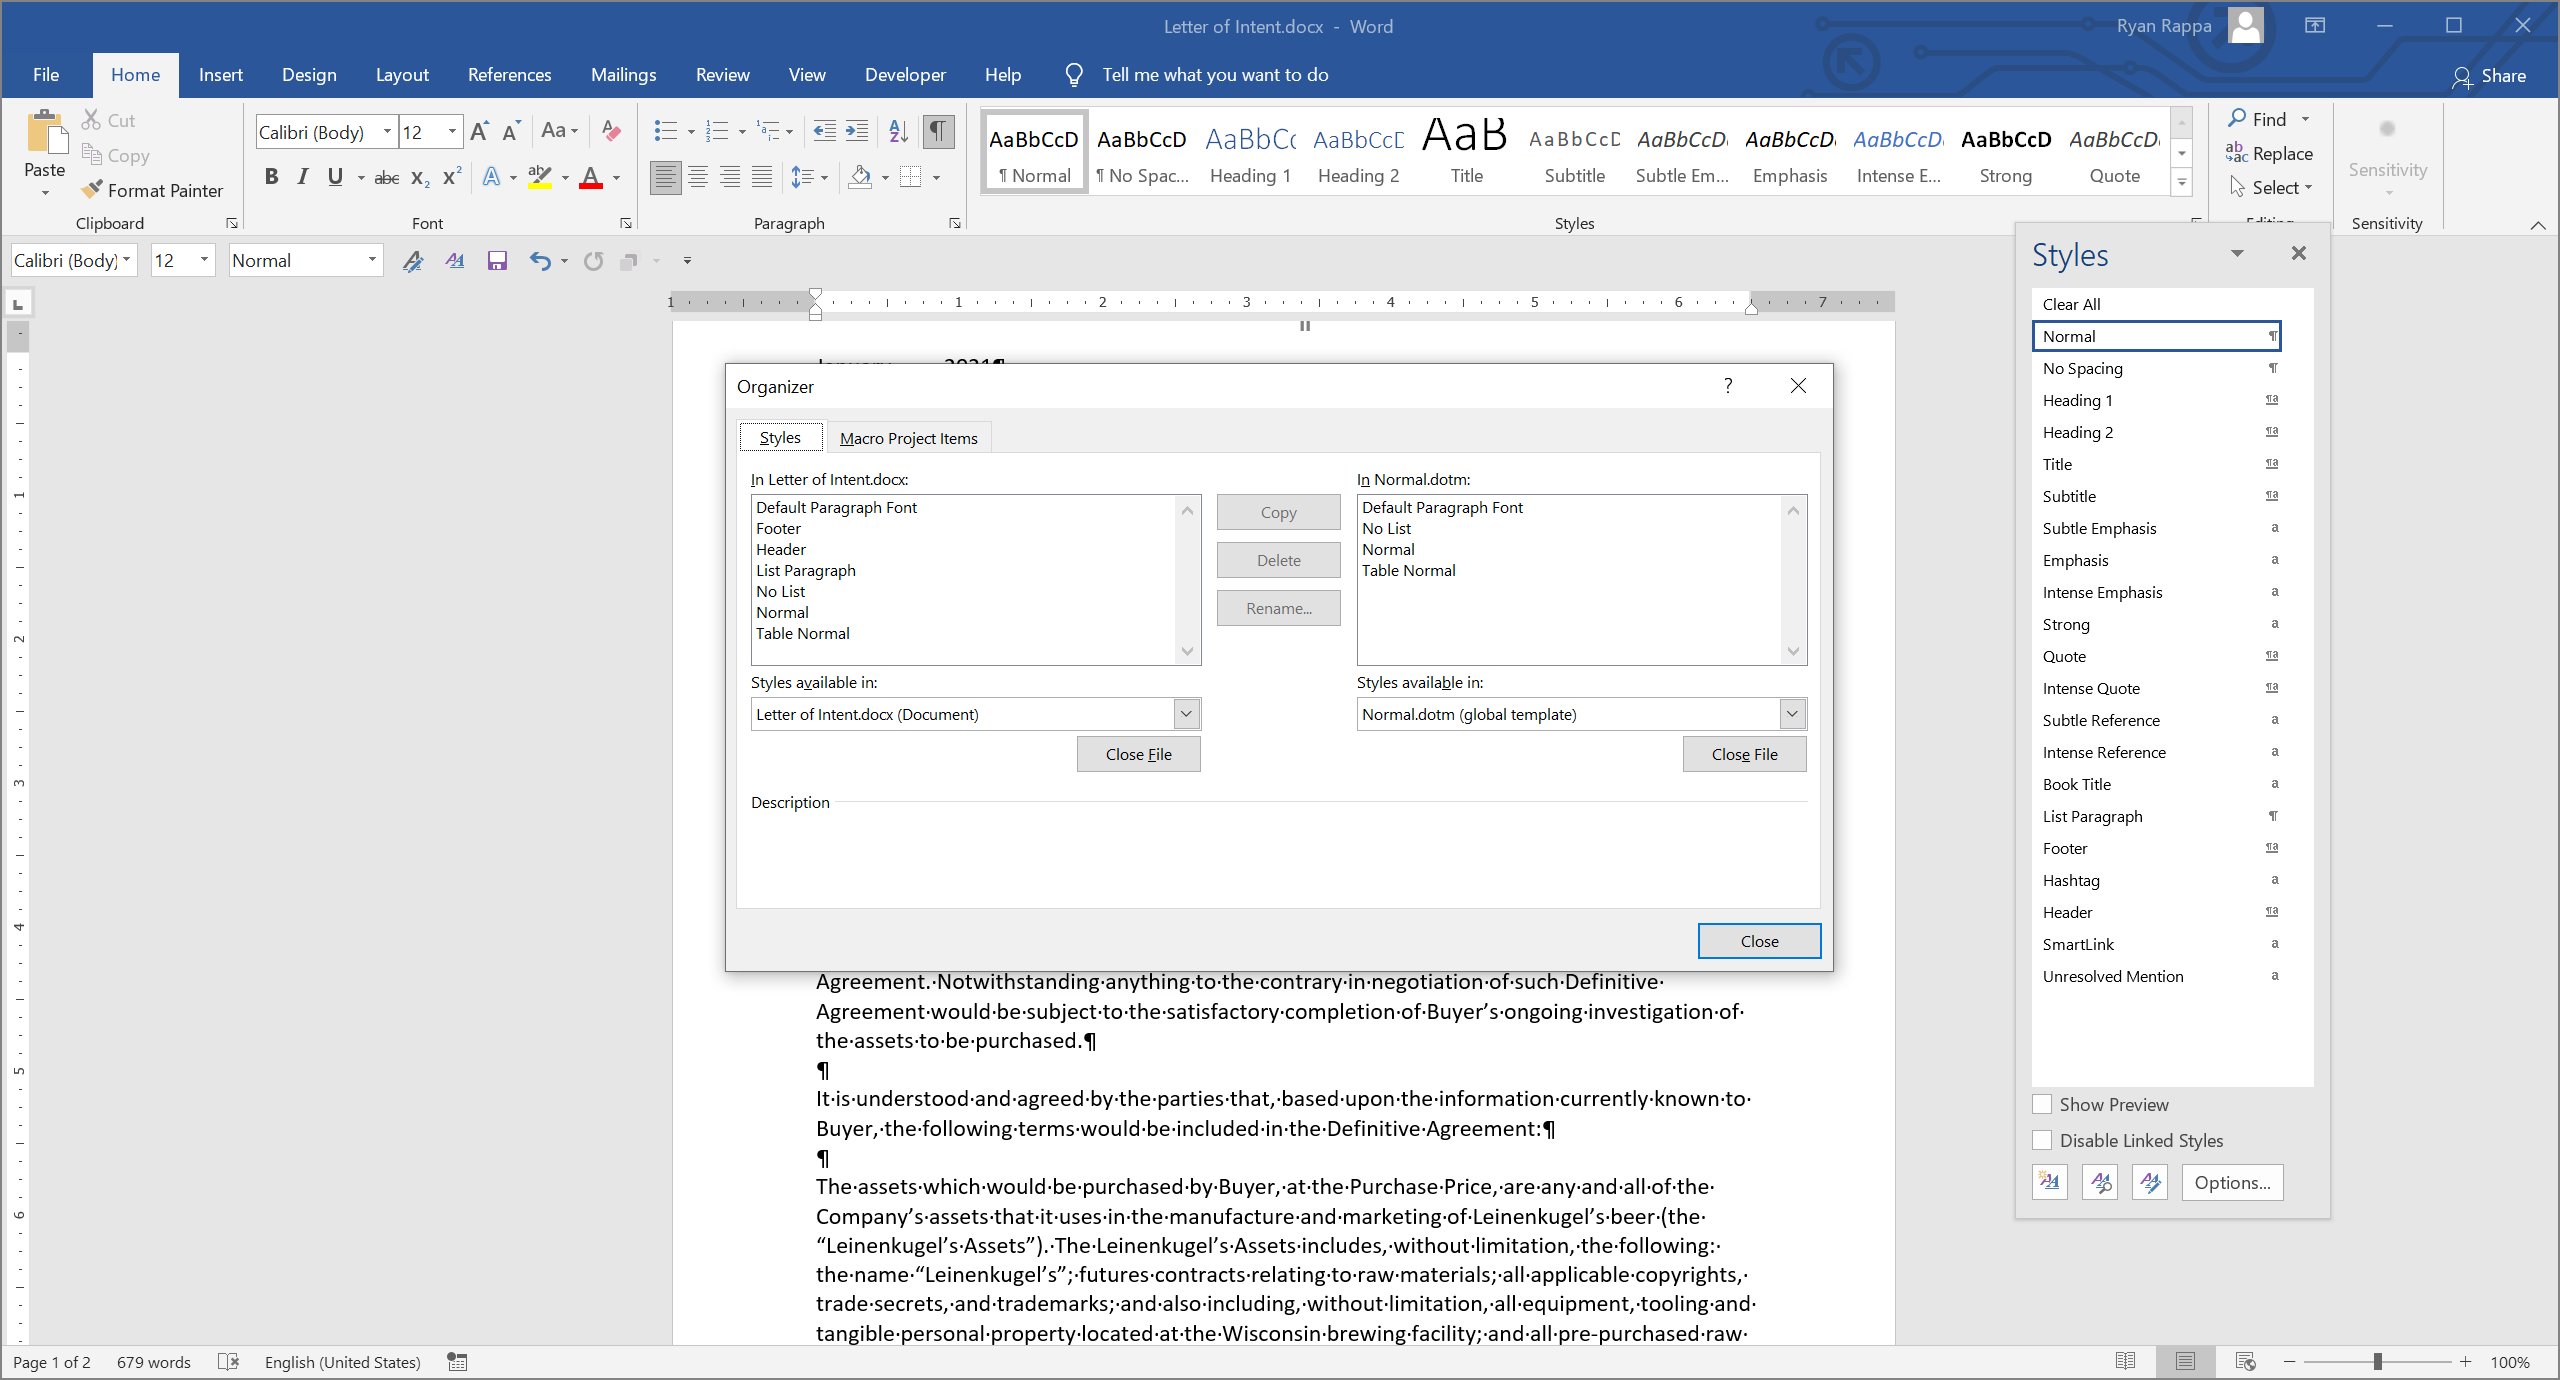 Letter of Intent.docx - Word
Ryan Rappa
File Home Insert Design Layout References Mailings Review View Developer Help Tell me what you want to do Share
Paste
Cut
Copy
Format Painter
Clipboard
Calibri (Body) 12
Font
Paragraph
AaBbCcD AaBbCcD AaBbCc AaBbCcD AaB AaBbCcD AaBbCcD AaBbCcD AaBbCcD AaBbCcD AaBbCcD
¶ Normal ¶ No Spac... Heading 1 Heading 2 Title Subtitle Subtle Em... Emphasis Intense E... Strong Quote
Styles
Find
Replace
Select
Editing
Sensitivity
Sensitivity
Calibri (Body) 12 Normal
1 1 2 3 4 5 6 7
January 2021¶
Organizer ?
Styles Macro Project Items
In Letter of Intent.docx:
Default Paragraph Font
Footer
Header
List Paragraph
No List
Normal
Table Normal
Styles available in:
Letter of Intent.docx (Document)
Close File
Copy
Delete
Rename...
In Normal.dotm:
Default Paragraph Font
No List
Normal
Table Normal
Styles available in:
Normal.dotm (global template)
Close File
Description
Close
Agreement.·Notwithstanding·anything·to·the·contrary·in·negotiation·of·such·Definitive·
Agreement·would·be·subject·to·the·satisfactory·completion·of·Buyer’s·ongoing·investigation·of·
the·assets·to·be·purchased.¶
¶
It·is·understood·and·agreed·by·the·parties·that,·based·upon·the·information·currently·known·to·
Buyer,·the·following·terms·would·be·included·in·the·Definitive·Agreement:¶
¶
The·assets·which·would·be·purchased·by·Buyer,·at·the·Purchase·Price,·are·any·and·all·of·the·
Company’s·assets·that·it·uses·in·the·manufacture·and·marketing·of·Leinenkugel’s·beer·(the·
“Leinenkugel’s·Assets”).·The·Leinenkugel’s·Assets·includes,·without·limitation,·the·following:·
the·name·“Leinenkugel’s”;·futures·contracts·relating·to·raw·materials;·all·applicable·copyrights,·
trade·secrets,·and·trademarks;·and·also·including,·without·limitation,·all·equipment,·tooling·and·
tangible·personal·property·located·at·the·Wisconsin·brewing·facility;·and·all·pre-purchased·raw·
1
2
3
4
5
6
Styles
Clear All
Normal ¶
No Spacing ¶
Heading 1 ¶a
Heading 2 ¶a
Title ¶a
Subtitle ¶a
Subtle Emphasis a
Emphasis a
Intense Emphasis a
Strong a
Quote ¶a
Intense Quote ¶a
Subtle Reference a
Intense Reference a
Book Title a
List Paragraph ¶
Footer ¶a
Hashtag a
Header ¶a
SmartLink a
Unresolved Mention a
Show Preview
Disable Linked Styles
Options...
Page 1 of 2 679 words English (United States) 100%